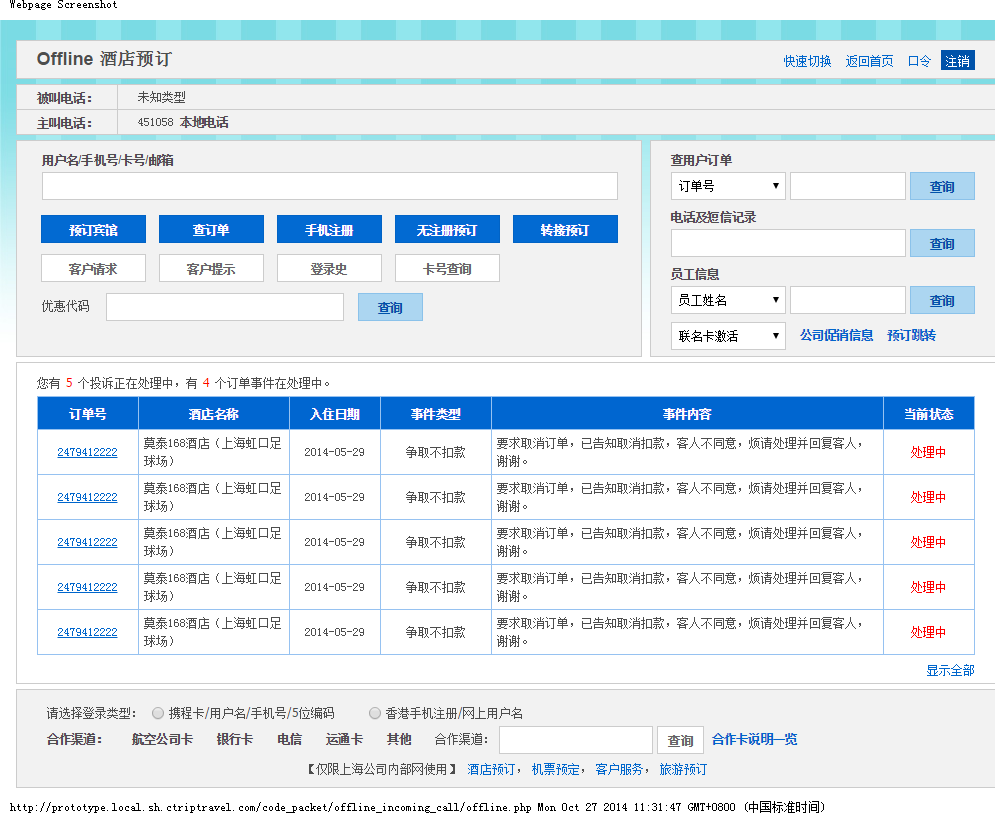 Webpage Screenshot
Offline 酒店预订
快速切换 返回首页 口令 注销
被叫电话： 未知类型
主叫电话： 451058 本地电话
用户名/手机号/卡号/邮箱
预订宾馆 查订单 手机注册 无注册预订 转接预订
客户请求 客户提示 登录史 卡号查询
优惠代码 查询
查用户订单
订单号 查询
电话及短信记录
查询
员工信息
员工姓名 查询
联名卡激活 公司促销信息 预订跳转
您有 5 个投诉正在处理中，有 4 个订单事件在处理中。
订单号 酒店名称 入住日期 事件类型 事件内容 当前状态
2479412222 莫泰168酒店（上海虹口足球场） 2014-05-29 争取不扣款 要求取消订单，已告知取消扣款，客人不同意，烦请处理并回复客人，谢谢。 处理中
2479412222 莫泰168酒店（上海虹口足球场） 2014-05-29 争取不扣款 要求取消订单，已告知取消扣款，客人不同意，烦请处理并回复客人，谢谢。 处理中
2479412222 莫泰168酒店（上海虹口足球场） 2014-05-29 争取不扣款 要求取消订单，已告知取消扣款，客人不同意，烦请处理并回复客人，谢谢。 处理中
2479412222 莫泰168酒店（上海虹口足球场） 2014-05-29 争取不扣款 要求取消订单，已告知取消扣款，客人不同意，烦请处理并回复客人，谢谢。 处理中
2479412222 莫泰168酒店（上海虹口足球场） 2014-05-29 争取不扣款 要求取消订单，已告知取消扣款，客人不同意，烦请处理并回复客人，谢谢。 处理中
显示全部
请选择登录类型： 携程卡/用户名/手机号/5位编码 香港手机注册/网上用户名
合作渠道： 航空公司卡 银行卡 电信 运通卡 其他 合作渠道： 查询 合作卡说明一览
【仅限上海公司内部网使用】 酒店预订， 机票预定， 客户服务， 旅游预订
http://prototype.local.sh.ctriptravel.com/code_packet/offline_incoming_call/offline.php Mon Oct 27 2014 11:31:47 GMT+0800 (中国标准时间)